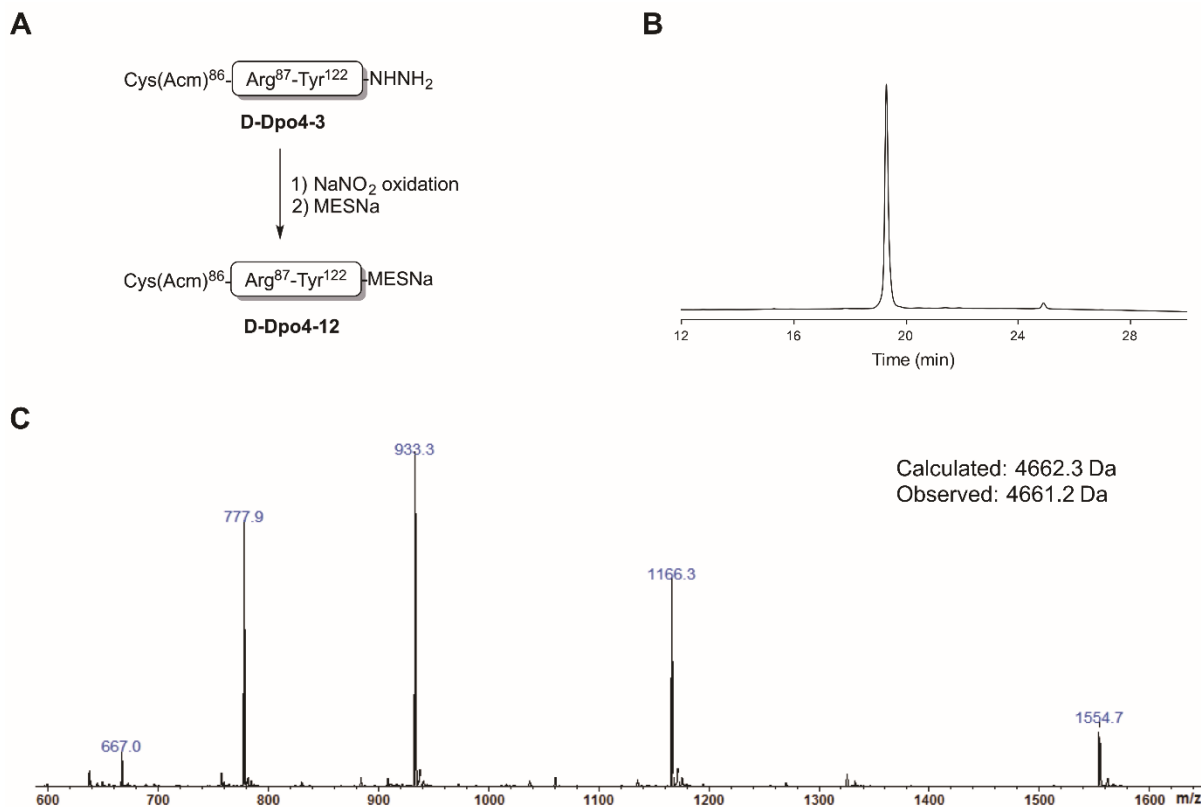 A
Cys(Acm)⁸⁶-Arg⁸⁷-Tyr¹²²-NHNH₂
D-Dpo4-3
1) NaNO₂ oxidation
2) MESNa
Cys(Acm)⁸⁶-Arg⁸⁷-Tyr¹²²-MESNa
D-Dpo4-12
B
12 16 20 24 28
Time (min)
C
Calculated: 4662.3 Da
Observed: 4661.2 Da
667.0
777.9
933.3
1166.3
1554.7
600 700 800 900 1000 1100 1200 1300 1400 1500 1600 m/z